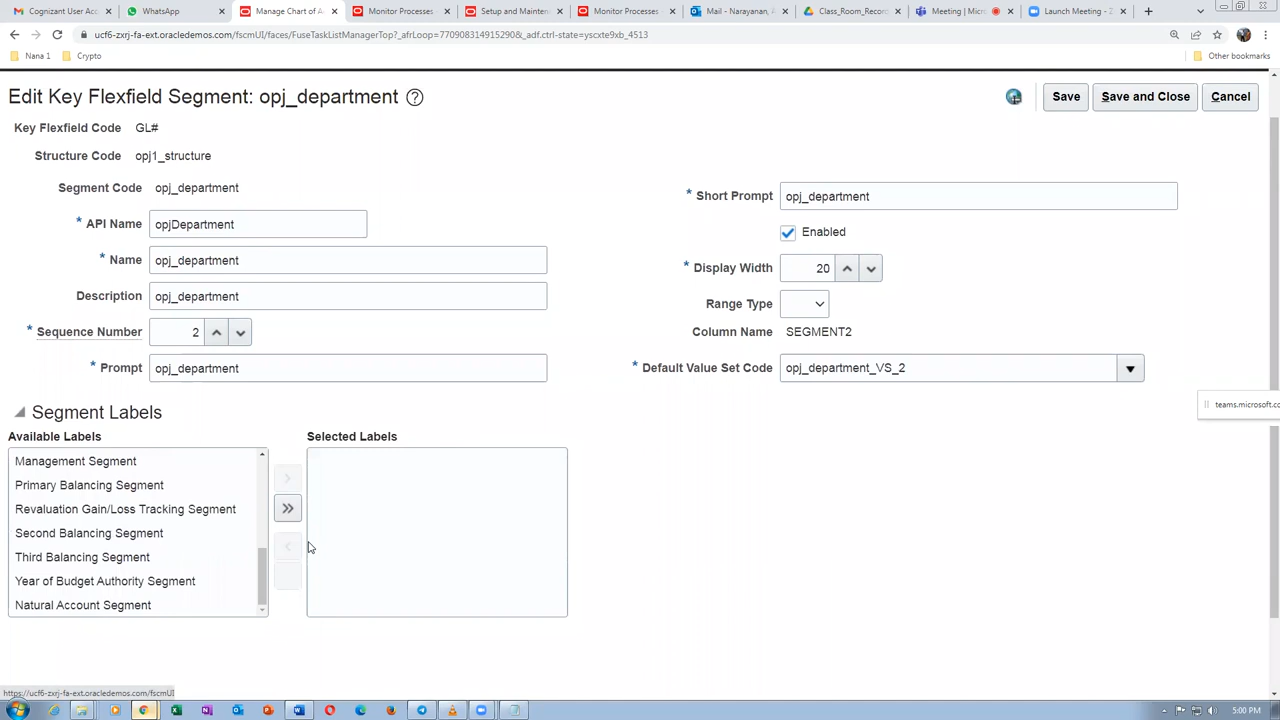 Cognizant User Acc
WhatsApp
Manage Chart of A
Monitor Processes
Setup and Mainten
Monitor Processes
Mail - Narayanan, A
Class_Room_Record
Meeting | Micr
Launch Meeting - Z
ucf6-zxrj-fa-ext.oracledemos.com/fscmUI/faces/FuseTaskListManagerTop?_afrLoop=770908314915290&_adf.ctrl-state=yscxte9xb_4513
Nana 1
Crypto
Other bookmarks
Edit Key Flexfield Segment: opj_department
Save
Save and Close
Cancel
Key Flexfield Code GL#
Structure Code opj1_structure
Segment Code opj_department
* API Name opjDepartment
* Name opj_department
Description opj_department
* Sequence Number 2
* Prompt opj_department
* Short Prompt opj_department
Enabled
* Display Width 20
Range Type
Column Name SEGMENT2
* Default Value Set Code opj_department_VS_2
teams.microsoft.co
Segment Labels
Available Labels
Selected Labels
Management Segment
Primary Balancing Segment
Revaluation Gain/Loss Tracking Segment
Second Balancing Segment
Third Balancing Segment
Year of Budget Authority Segment
Natural Account Segment
https://ucf6-zxrj-fa-ext.oracledemos.com/fscmUI
5:00 PM